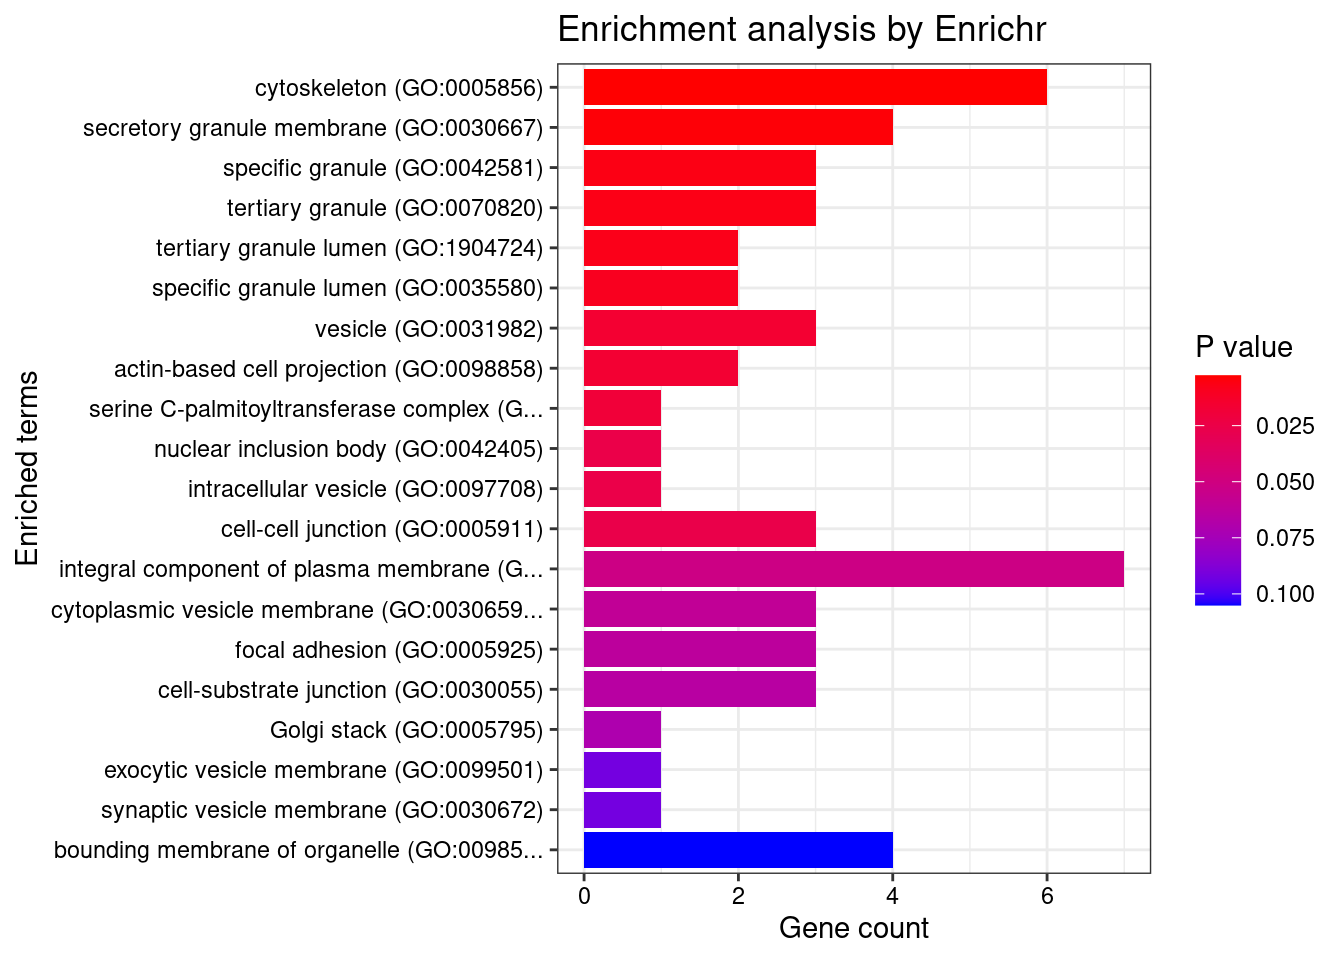 Enrichment analysis by Enrichr
cytoskeleton (GO:0005856)
secretory granule membrane (GO:0030667)
specific granule (GO:0042581)
tertiary granule (GO:0070820)
tertiary granule lumen (GO:1904724)
specific granule lumen (GO:0035580)
vesicle (GO:0031982)
actin-based cell projection (GO:0098858)
serine C-palmitoyltransferase complex (G...
nuclear inclusion body (GO:0042405)
intracellular vesicle (GO:0097708)
cell-cell junction (GO:0005911)
integral component of plasma membrane (G...
cytoplasmic vesicle membrane (GO:0030659...
focal adhesion (GO:0005925)
cell-substrate junction (GO:0030055)
Golgi stack (GO:0005795)
exocytic vesicle membrane (GO:0099501)
synaptic vesicle membrane (GO:0030672)
bounding membrane of organelle (GO:00985...
Enriched terms
0 2 4 6
Gene count
P value
0.025
0.050
0.075
0.100